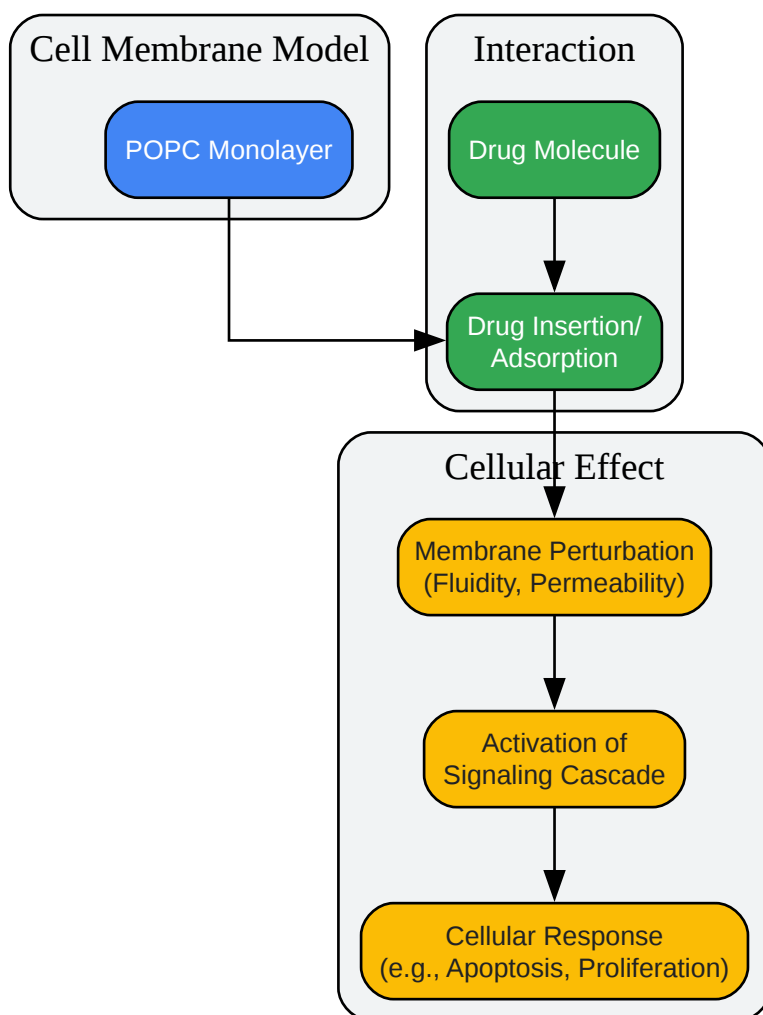 Cell Membrane Model
POPC Monolayer
Interaction
Drug Molecule
Drug Insertion/
Adsorption
Cellular Effect
Membrane Perturbation
(Fluidity, Permeability)
Activation of
Signaling Cascade
Cellular Response
(e.g., Apoptosis, Proliferation)